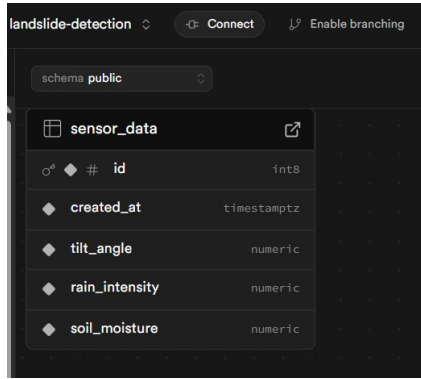 landslide-detection Connect Enable branching
schema public
sensor_data
# id int8
created_at timestamptz
tilt_angle numeric
rain_intensity numeric
soil_moisture numeric